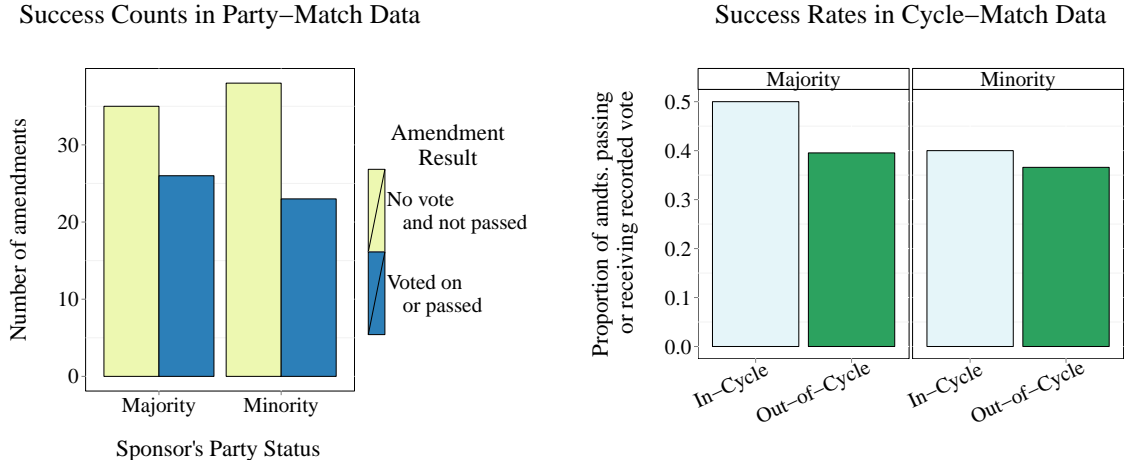 Success Counts in Party–Match Data
Number of amendments
30
20
10
0
Majority
Minority
Sponsor's Party Status
Amendment
Result
No vote
and not passed
Voted on
or passed
Success Rates in Cycle–Match Data
Proportion of amdts. passing
or receiving recorded vote
Majority
Minority
0.5
0.4
0.3
0.2
0.1
0.0
In–Cycle
Out–of–Cycle
In–Cycle
Out–of–Cycle